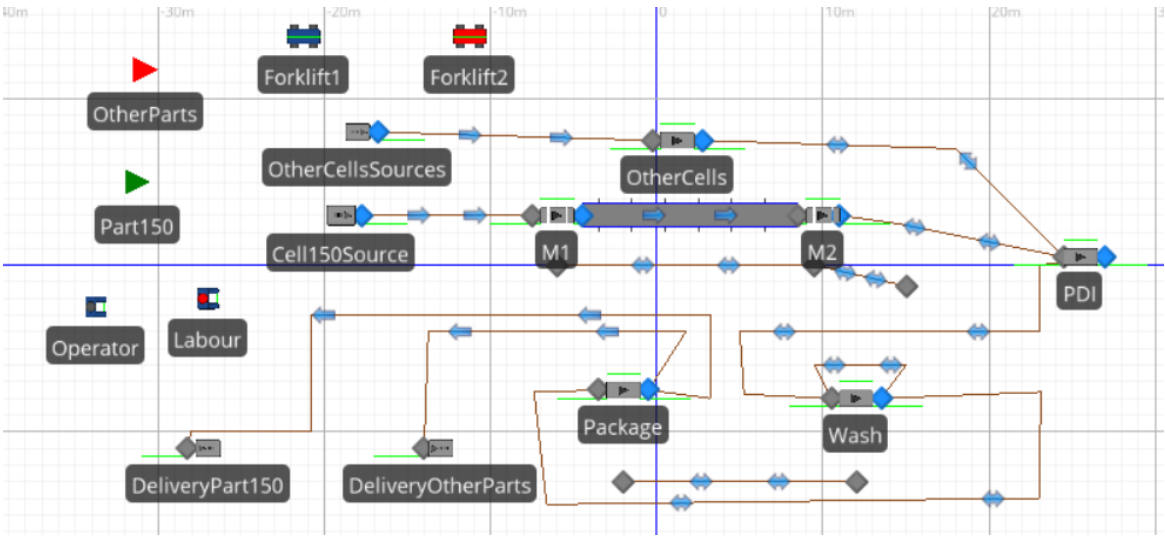 40m
-30m
-20m
-10m
0
10m
20m
3
Forklift1
Forklift2
OtherParts
OtherCellsSources
OtherCells
Part150
Cell150Source
M1
M2
PDI
Operator
Labour
Package
Wash
DeliveryPart150
DeliveryOtherParts